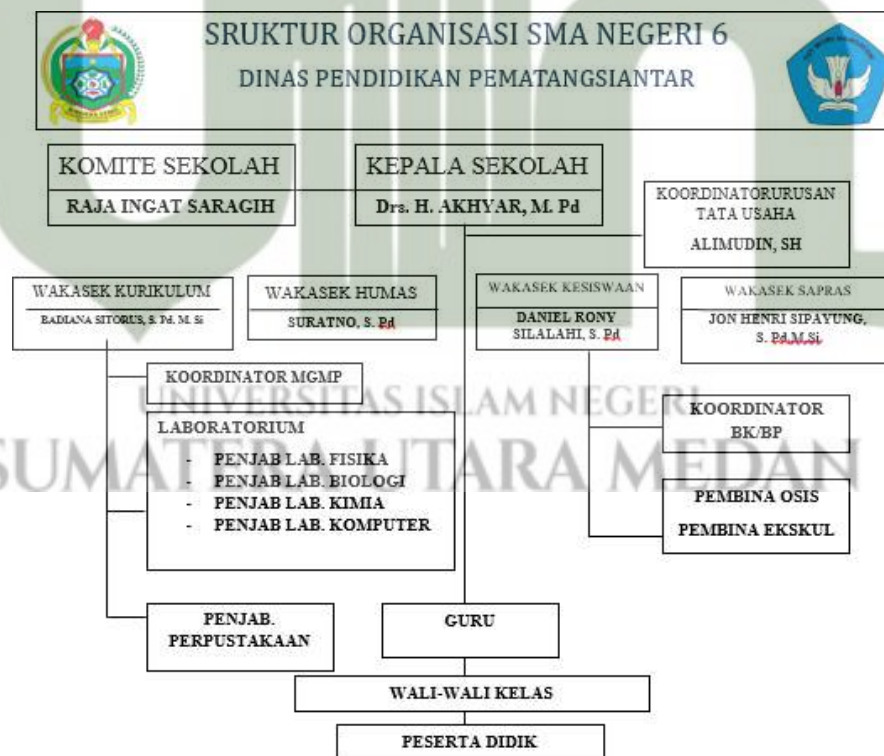 SRUKTUR ORGANISASI SMA NEGERI 6
DINAS PENDIDIKAN PEMATANGSIANTAR
KOMITE SEKOLAH
RAJA INGAT SARAGIH
KEPALA SEKOLAH
Drs. H. AKHYAR, M. Pd
KOORDINATORURUSAN
TATA USAHA
ALIMUDIN, SH
WAKASEK KURIKULUM
BADIANA SITORUS, S. Pd. M. Si
WAKASEK HUMAS
SURATNO, S. Pd
WAKASEK KESISWAAN
DANIEL RONY
SILALAHI, S. Pd
WAKASEK SAPRAS
JON HENRI SIPAYUNG,
S. Pd.M.Si
KOORDINATOR MGMP
LABORATORIUM
- PENJAB LAB. FISIKA
- PENJAB LAB. BIOLOGI
- PENJAB LAB. KIMIA
- PENJAB LAB. KOMPUTER
KOORDINATOR
BK/BP
PEMBINA OSIS
PEMBINA EKSKUL
PENJAB.
PERPUSTAKAAN
GURU
WALI-WALI KELAS
PESERTA DIDIK
UNIVERSITAS ISLAM NEGERI
SUMATERA UTARA MEDAN